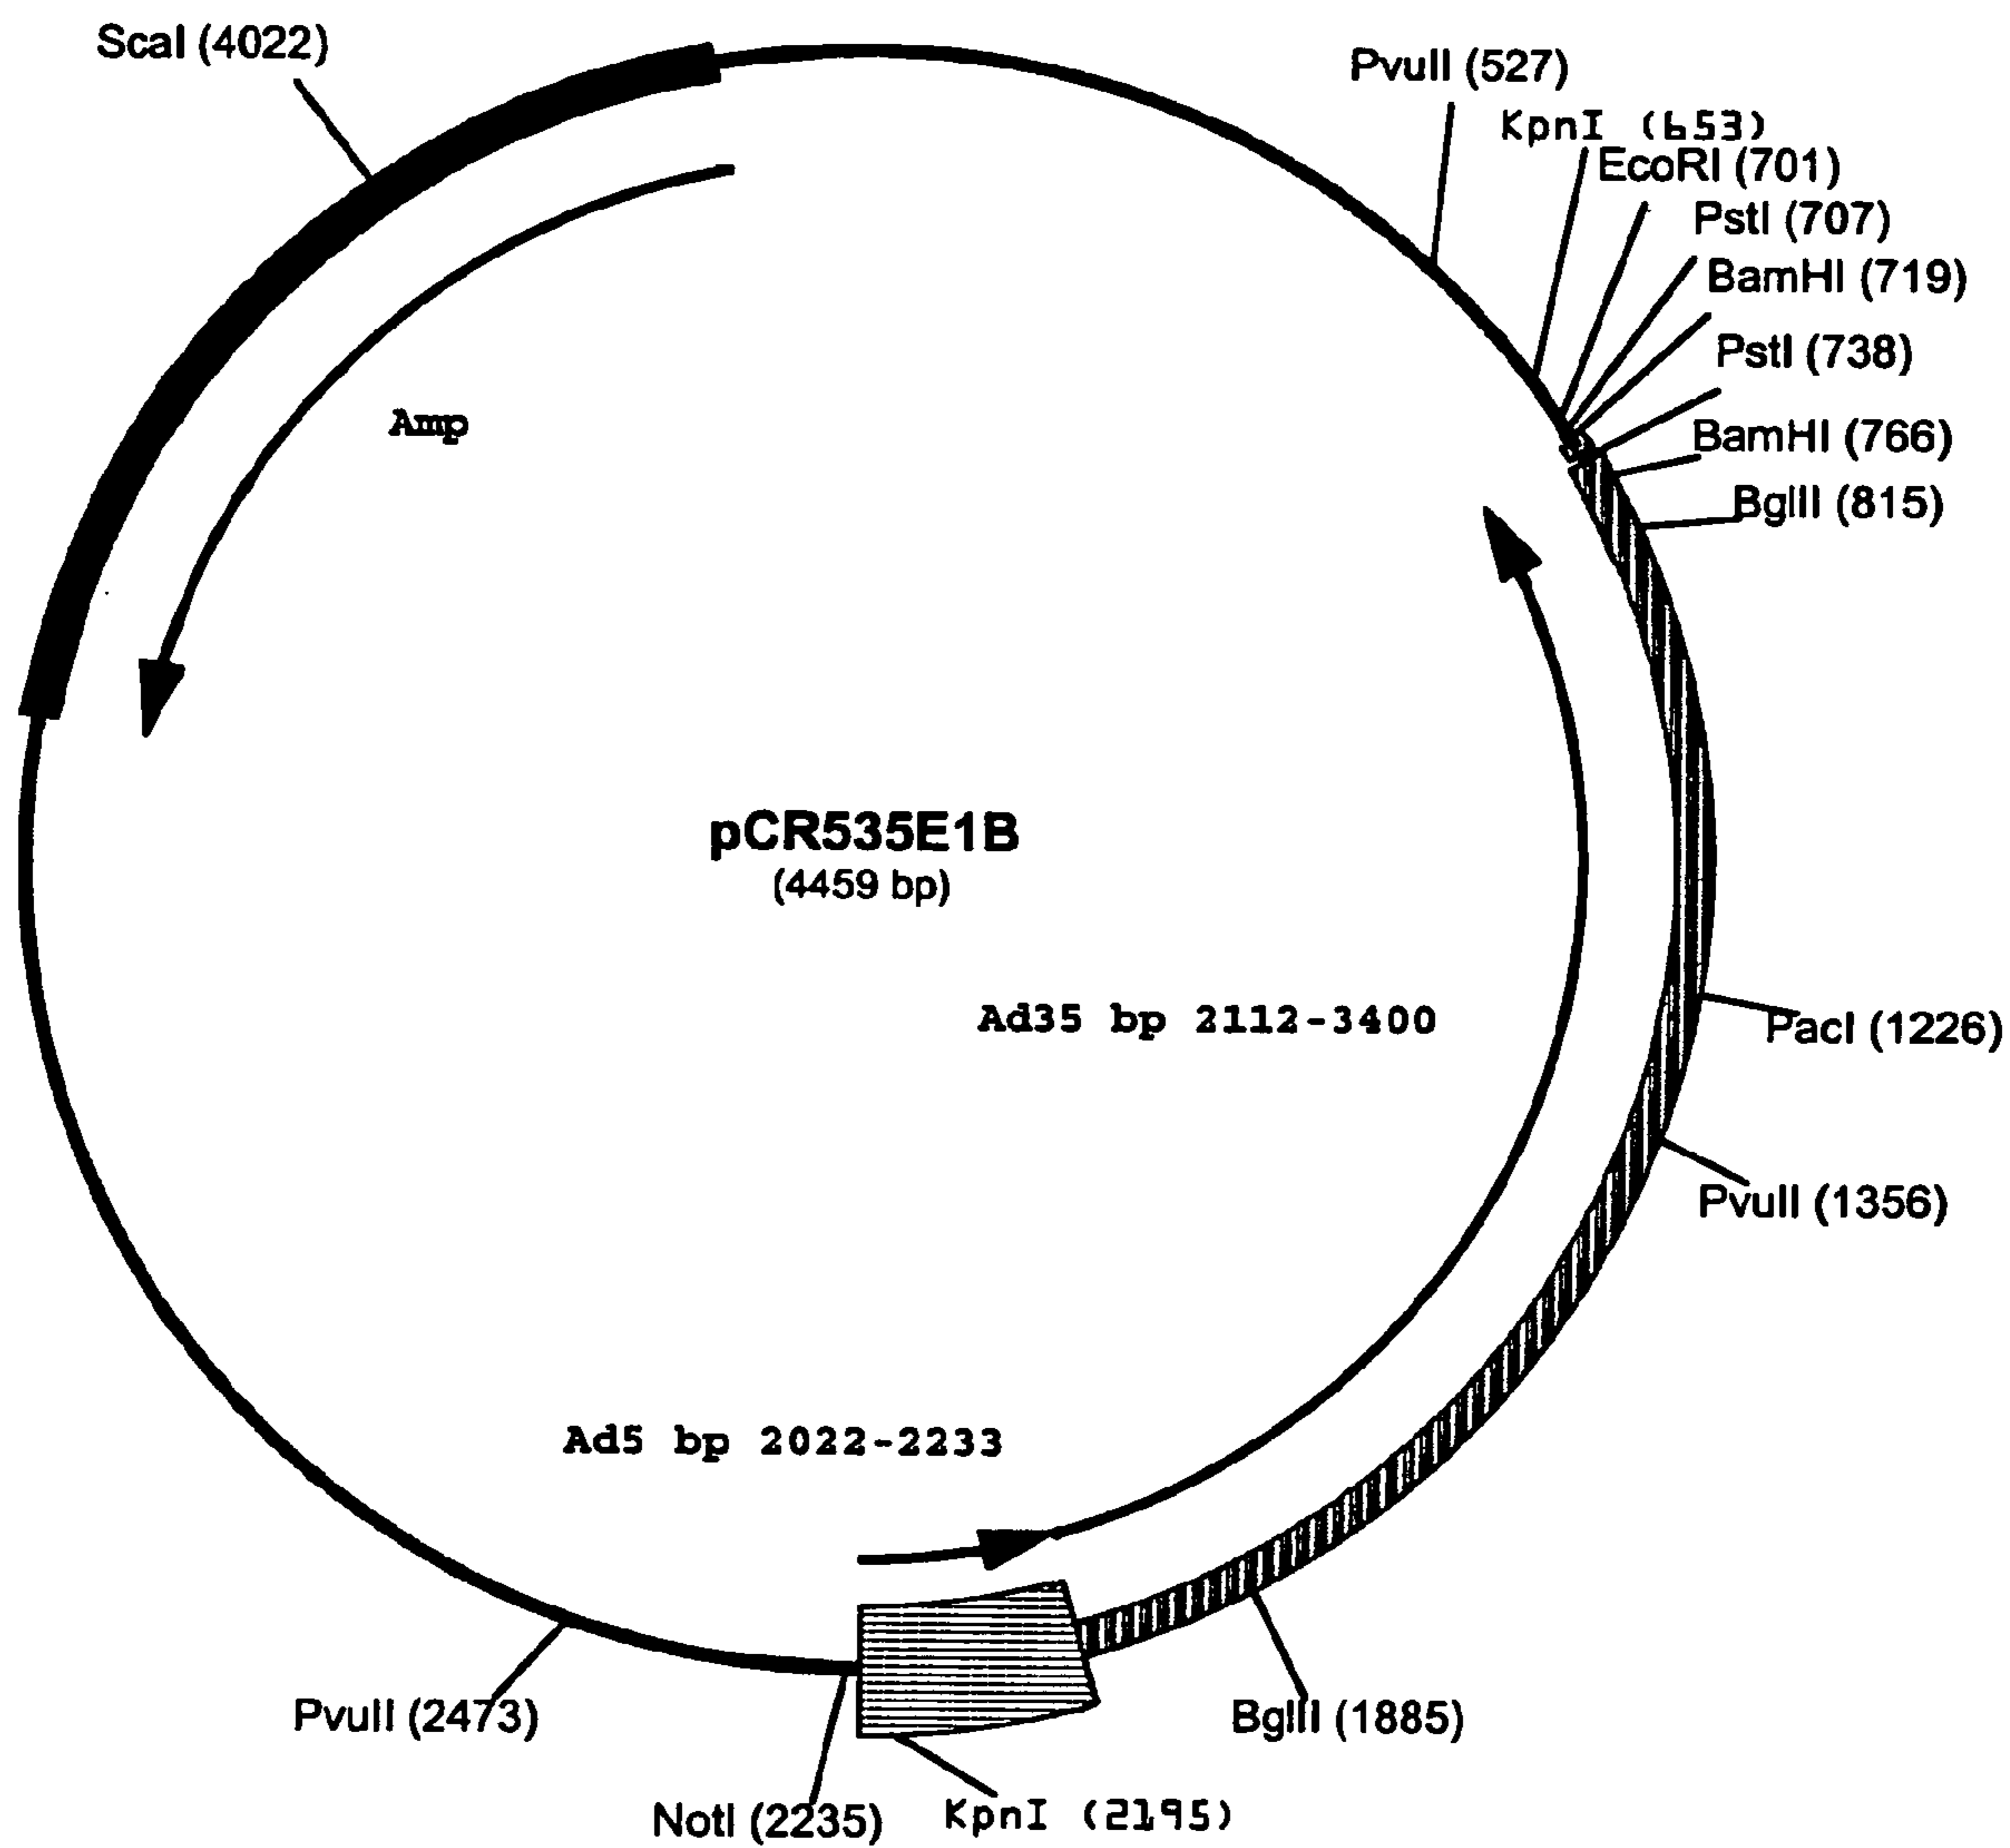 ScaI (4022)
PvuII (527)
KpnI (653)
EcoRI (701)
PstI (707)
BamHI (719)
PstI (738)
BamHI (766)
BglII (815)
Amp
pCR535E1B
(4459 bp)
Ad35 bp 2112-3400
PacI (1226)
PvuII (1356)
Ad5 bp 2022-2233
PvuII (2473)
BglII (1885)
NotI (2235)
KpnI (2195)